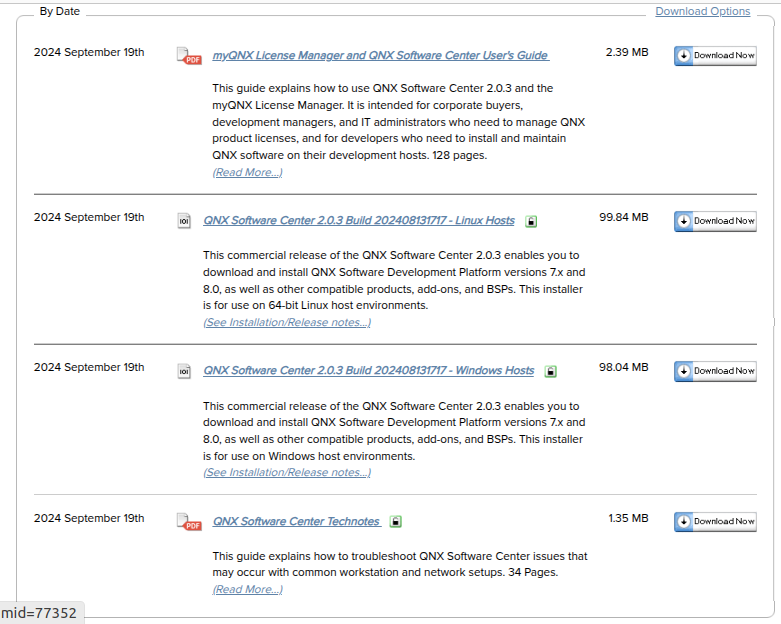 By Date
Download Options
2024 September 19th
PDF
myQNX License Manager and QNX Software Center User's Guide
2.39 MB
Download Now
This guide explains how to use QNX Software Center 2.0.3 and the
myQNX License Manager. It is intended for corporate buyers,
development managers, and IT administrators who need to manage QNX
product licenses, and for developers who need to install and maintain
QNX software on their development hosts. 128 pages.
(Read More...)
2024 September 19th
101
QNX Software Center 2.0.3 Build 202408131717 - Linux Hosts
99.84 MB
Download Now
This commercial release of the QNX Software Center 2.0.3 enables you to
download and install QNX Software Development Platform versions 7.x and
8.0, as well as other compatible products, add-ons, and BSPs. This installer
is for use on 64-bit Linux host environments.
(See Installation/Release notes...)
2024 September 19th
101
QNX Software Center 2.0.3 Build 202408131717 - Windows Hosts
98.04 MB
Download Now
This commercial release of the QNX Software Center 2.0.3 enables you to
download and install QNX Software Development Platform versions 7.x and
8.0, as well as other compatible products, add-ons, and BSPs. This installer
is for use on Windows host environments.
(See Installation/Release notes...)
2024 September 19th
PDF
QNX Software Center Technotes
1.35 MB
Download Now
This guide explains how to troubleshoot QNX Software Center issues that
may occur with common workstation and network setups. 34 Pages.
(Read More...)
mid=77352